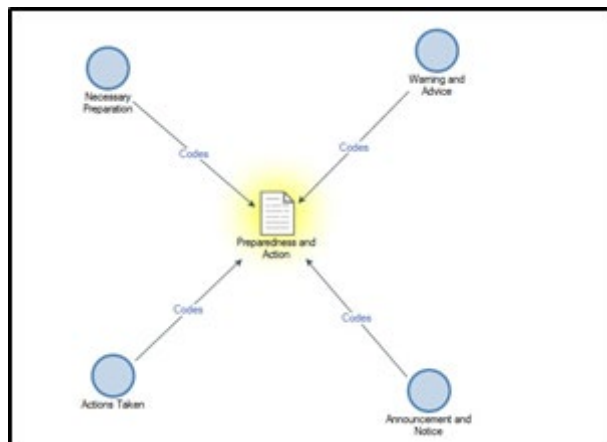 Necessary
Preparation
Warning and
Advice
Codes
Codes
Preparedness and
Action
Codes
Codes
Actions Taken
Announcement and
Notice